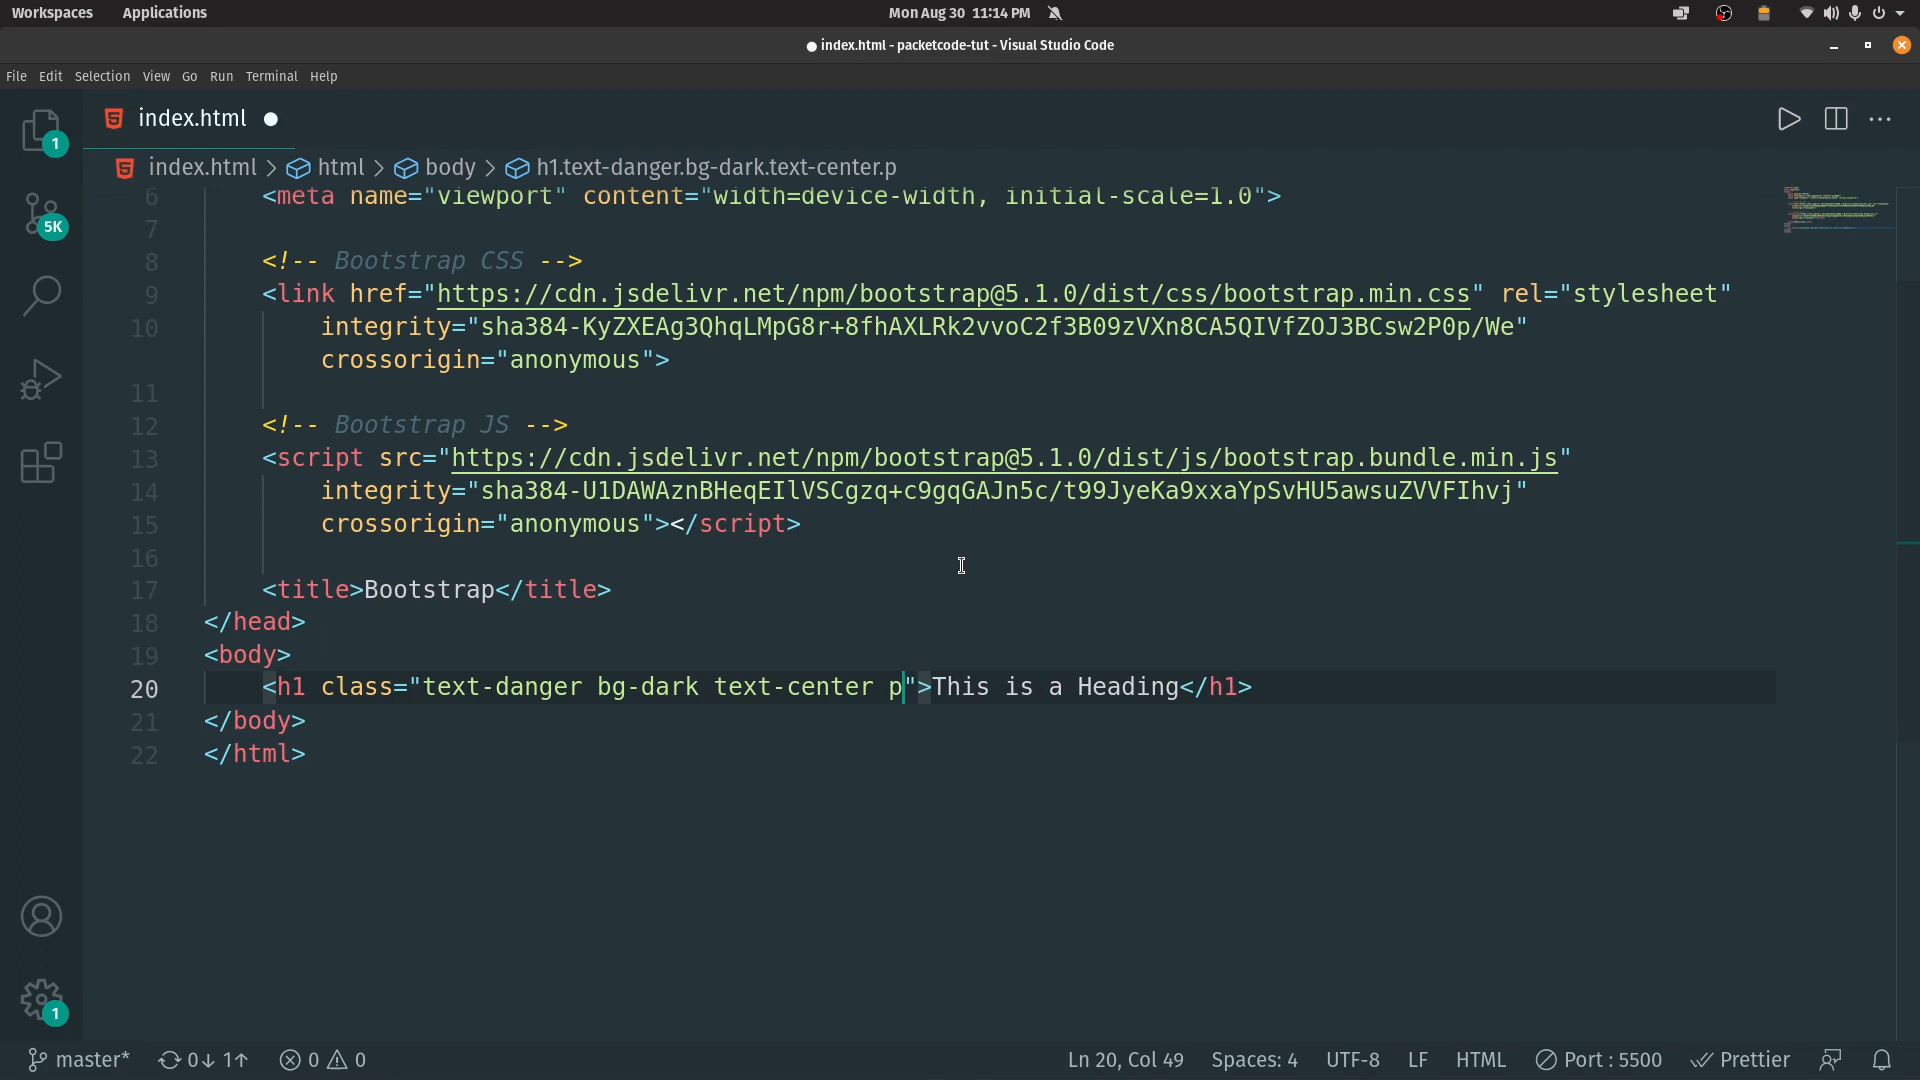 Workspaces Applications Mon Aug 30 11:14 PM
index.html - packetcode-tut - Visual Studio Code
File Edit Selection View Go Run Terminal Help
1 index.html
index.html > html > body > h1.text-danger.bg-dark.text-center.p
6 <meta name="viewport" content="width=device-width, initial-scale=1.0">
7
5K
8 <!-- Bootstrap CSS -->
9 <link href="https://cdn.jsdelivr.net/npm/bootstrap@5.1.0/dist/css/bootstrap.min.css" rel="stylesheet"
10 integrity="sha384-KyZXEAg3QhqLMpG8r+8fhAXLRk2vvoC2f3B09zVXn8CA5QIVfZOJ3BCsw2P0p/We"
crossorigin="anonymous">
11
12 <!-- Bootstrap JS -->
13 <script src="https://cdn.jsdelivr.net/npm/bootstrap@5.1.0/dist/js/bootstrap.bundle.min.js"
14 integrity="sha384-U1DAWAznBHeqEIlVSCgzq+c9gqGAJn5c/t99JyeKa9xxaYpSvHU5awsuZVVFIhvj"
15 crossorigin="anonymous"></script>
16
17 <title>Bootstrap</title>
18 </head>
19 <body>
20 <h1 class="text-danger bg-dark text-center p">This is a Heading</h1>
21 </body>
22 </html>
1
master* 0↓ 1↑ 0 0 Ln 20, Col 49 Spaces: 4 UTF-8 LF HTML Port : 5500 Prettier